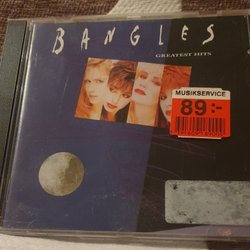 BANGLES
GREATEST HITS
MUSIKSERVICE
89:-